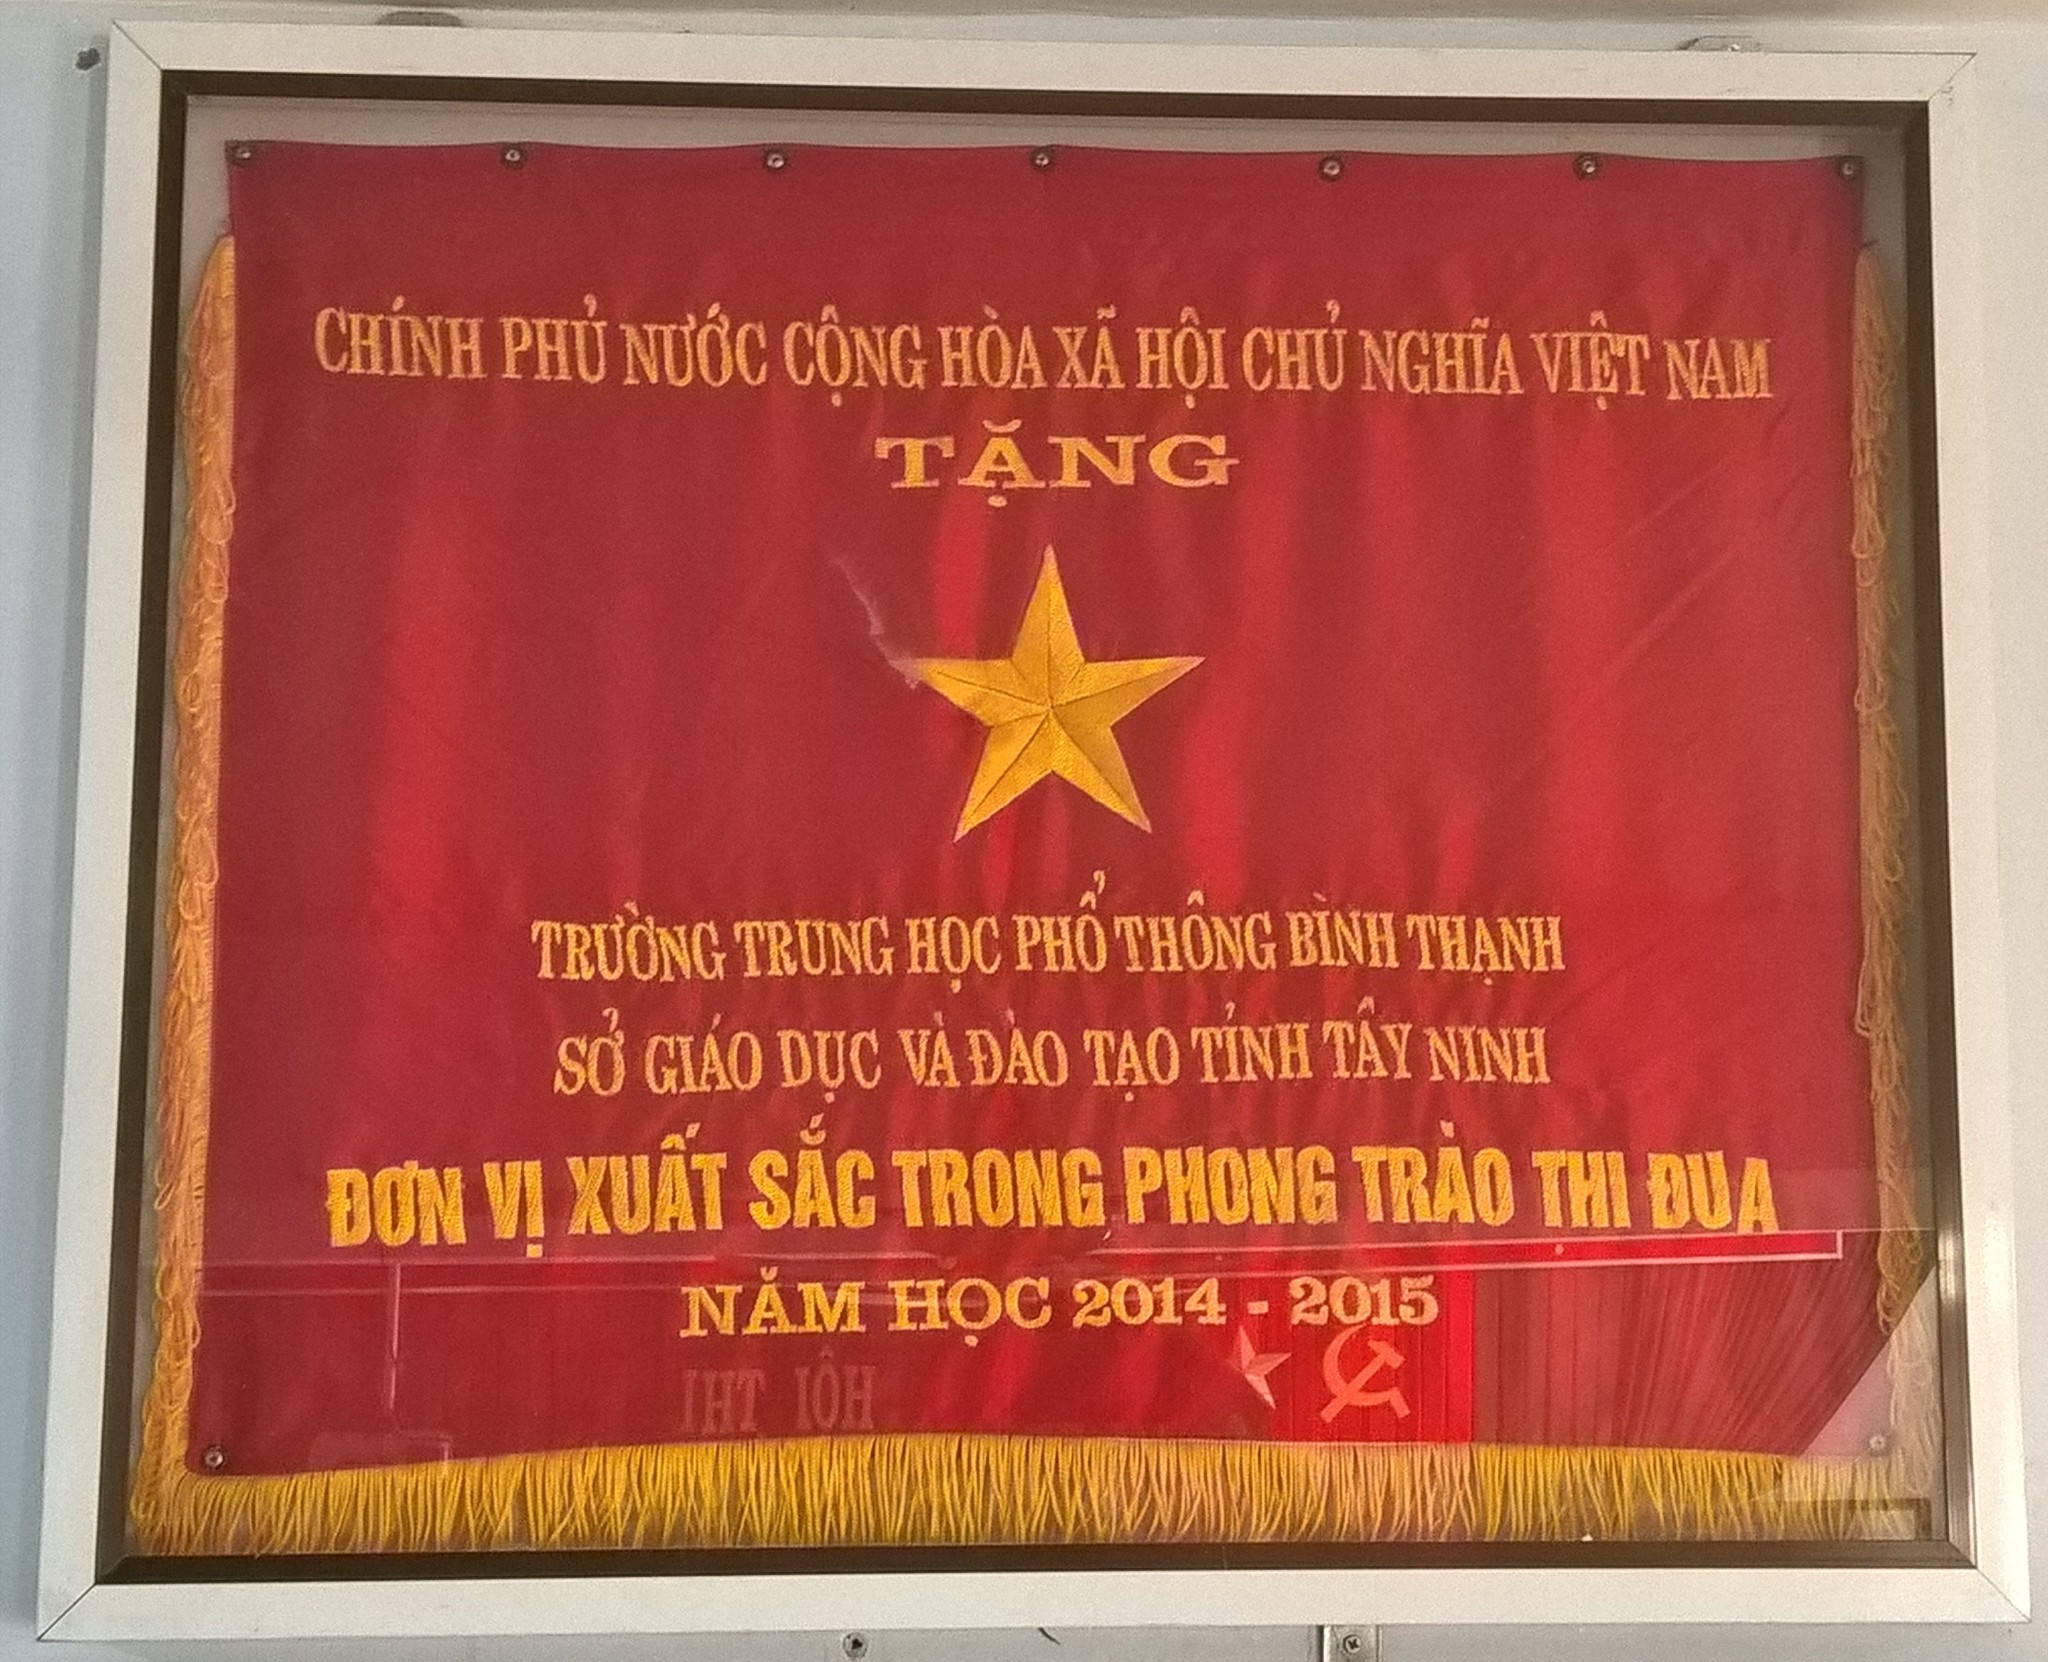 CHÍNH PHỦ NƯỚC CỘNG HÒA XÃ HỘI CHỦ NGHĨA VIỆT NAM
TẶNG
TRƯỜNG TRUNG HỌC PHỔ THÔNG BÌNH THẠNH
SỞ GIÁO DỤC VÀ ĐÀO TẠO TỈNH TÂY NINH
ĐƠN VỊ XUẤT SẮC TRONG PHONG TRÀO THI ĐUA
NĂM HỌC 2014 - 2015
HỘI THI